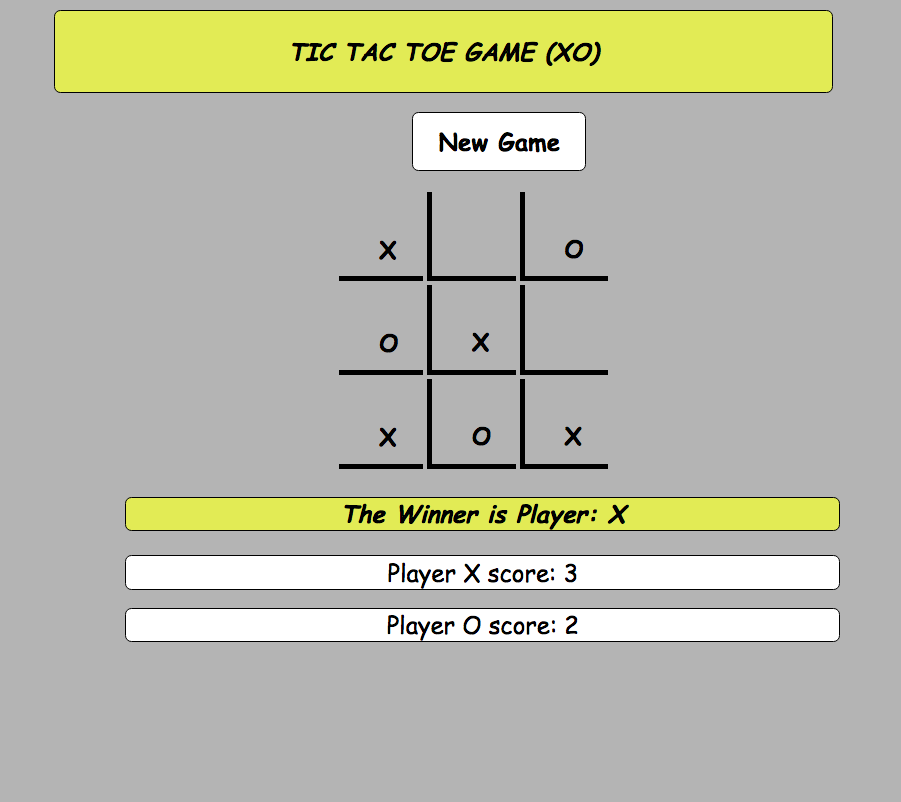 TIC TAC TOE GAME (XO)
New Game
X O
O X
X O X
The Winner is Player: X
Player X score: 3
Player O score: 2